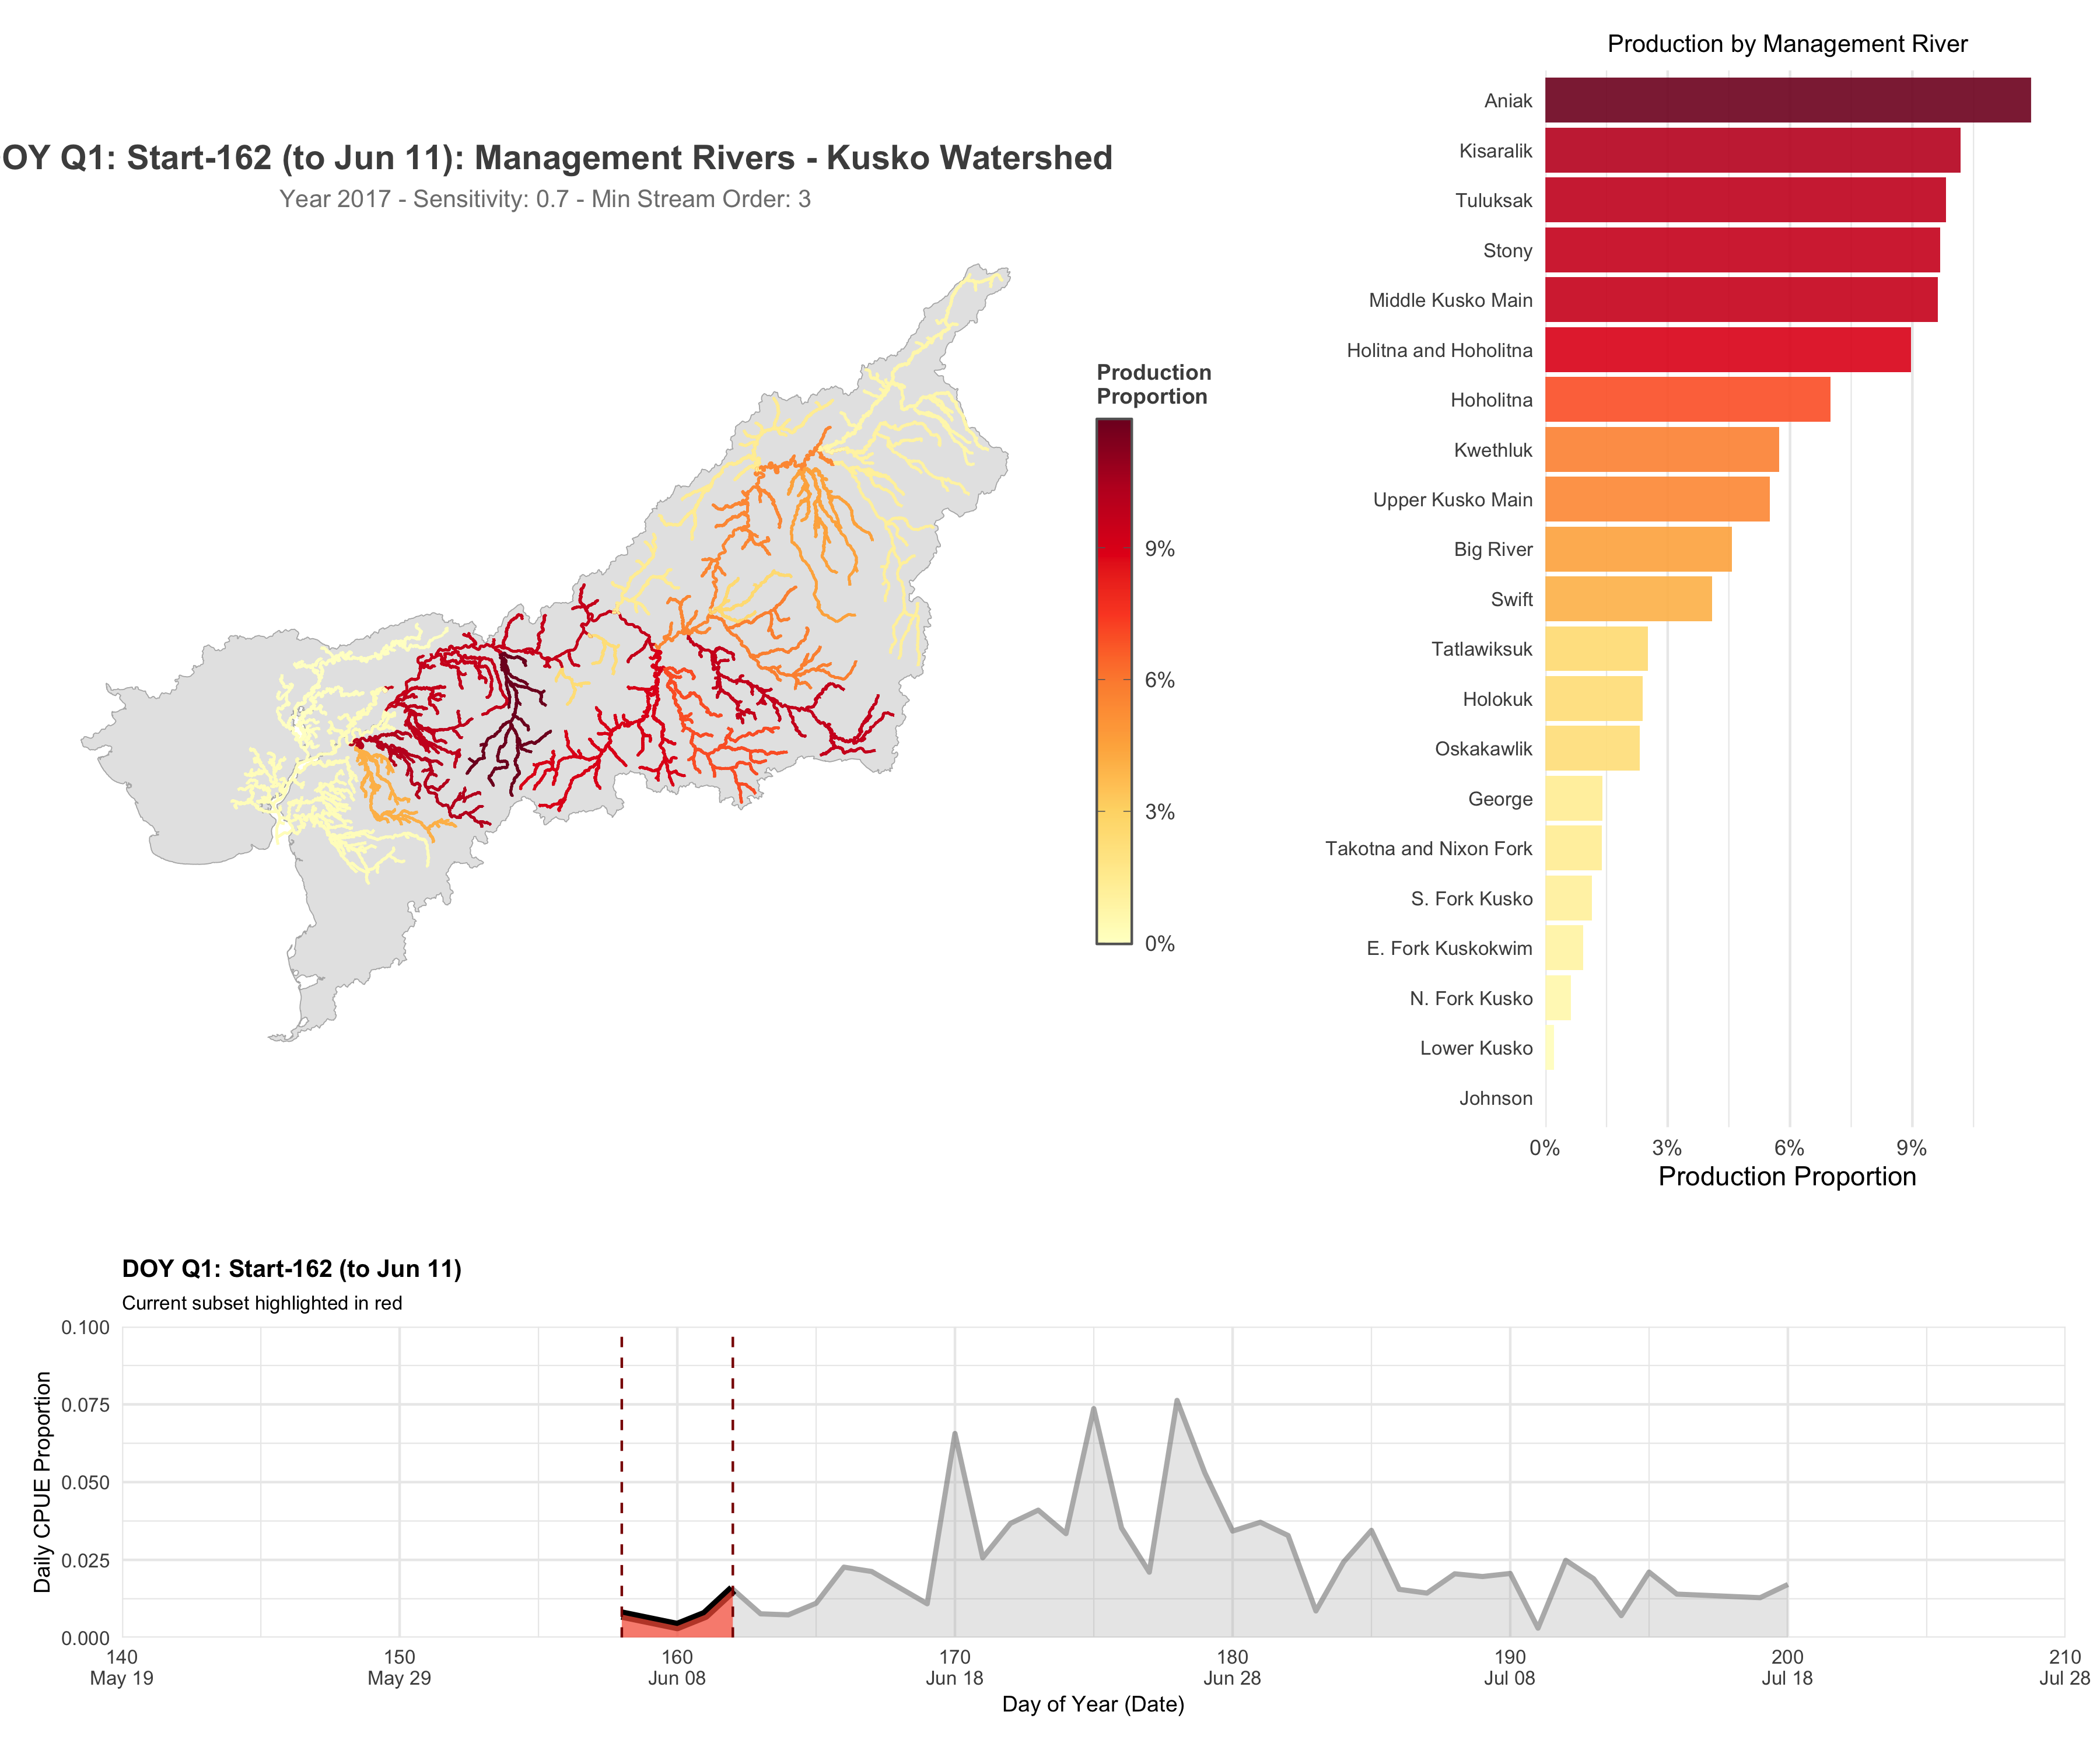 OY Q1: Start-162 (to Jun 11): Management Rivers - Kusko Watershed
Year 2017 - Sensitivity: 0.7 - Min Stream Order: 3
Production
Proportion
9%
6%
3%
0%
Production by Management River
Aniak
Kisaralik
Tuluksak
Stony
Middle Kusko Main
Holitna and Hoholitna
Hoholitna
Kwethluk
Upper Kusko Main
Big River
Swift
Tatlawiksuk
Holokuk
Oskakawlik
George
Takotna and Nixon Fork
S. Fork Kusko
E. Fork Kuskokwim
N. Fork Kusko
Lower Kusko
Johnson
0% 3% 6% 9%
Production Proportion
DOY Q1: Start-162 (to Jun 11)
Current subset highlighted in red
Daily CPUE Proportion
0.100
0.075
0.050
0.025
0.000
140 150 160 170 180 190 200 210
May 19 May 29 Jun 08 Jun 18 Jun 28 Jul 08 Jul 18 Jul 28
Day of Year (Date)